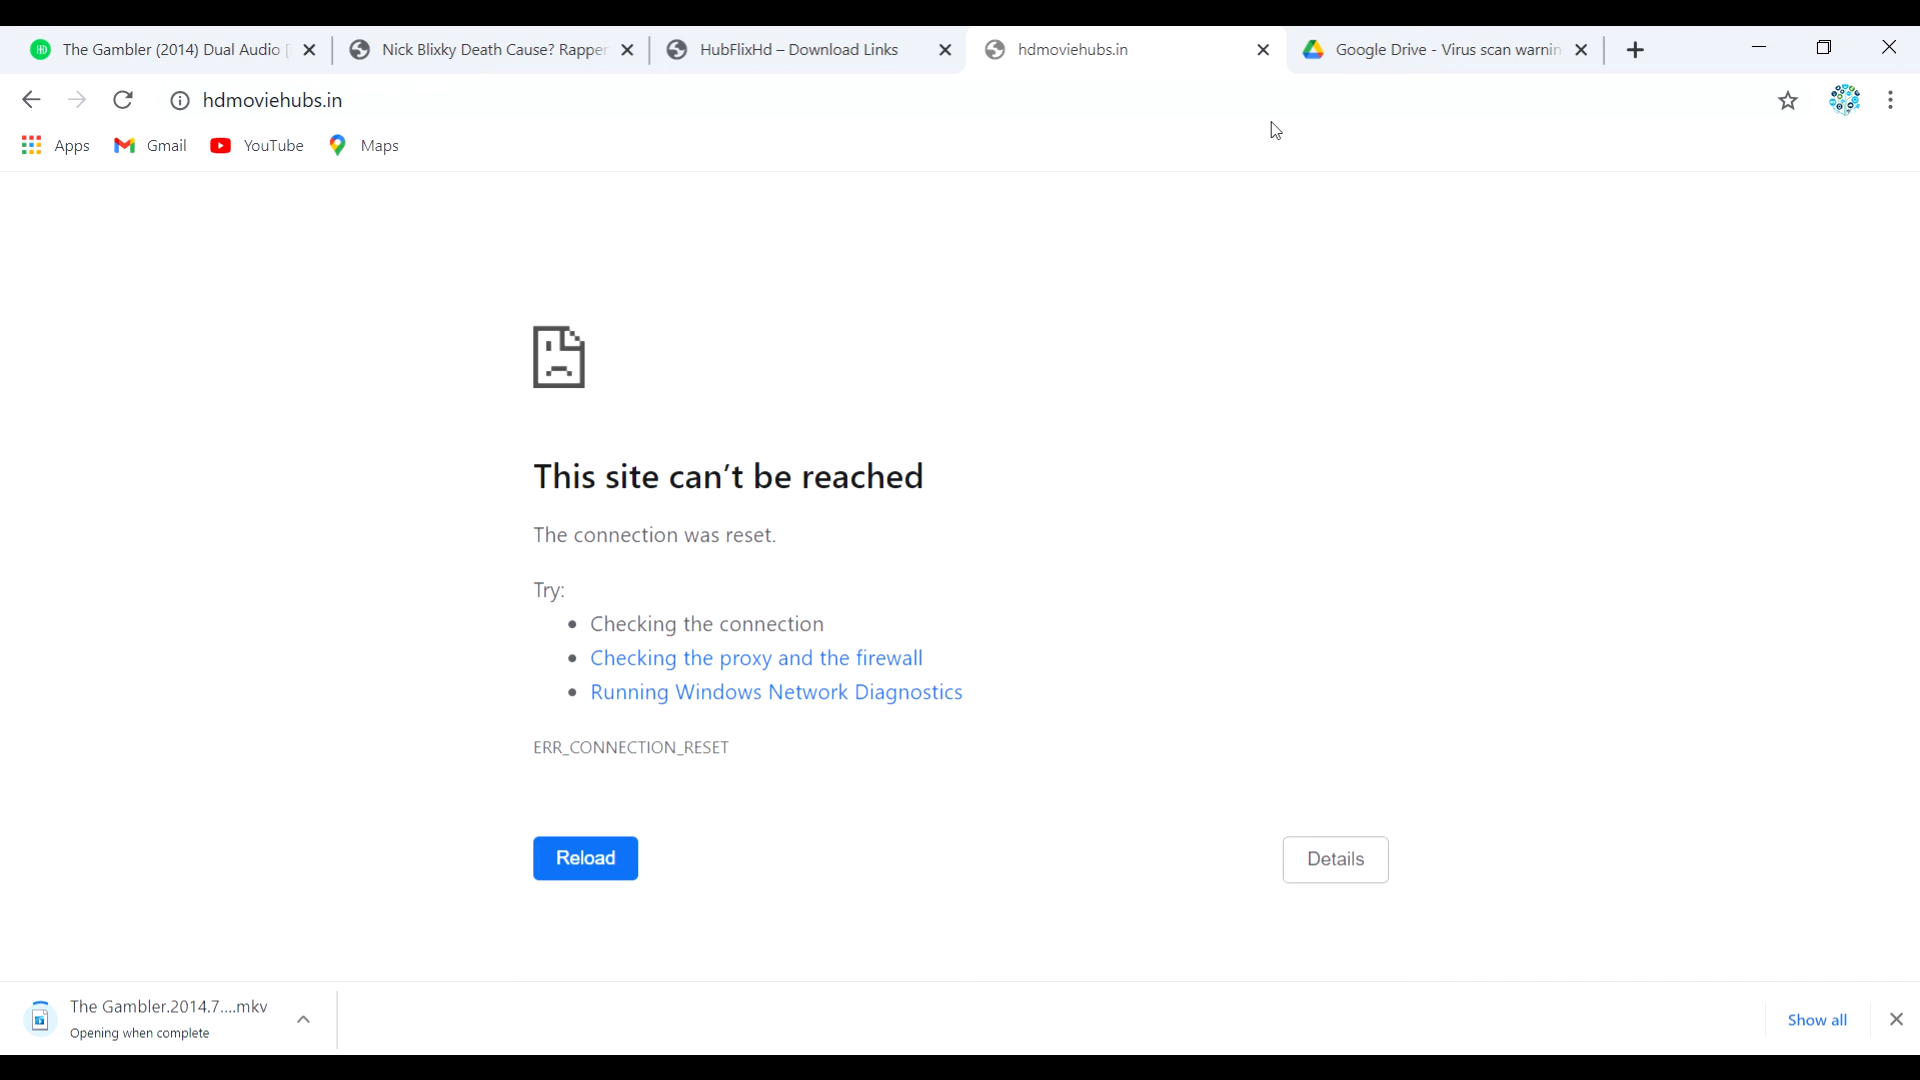 The Gambler (2014) Dual Audio [
Nick Blixky Death Cause? Rapper
HubFlixHd – Download Links
hdmoviehubs.in
Google Drive - Virus scan warnin
hdmoviehubs.in
Apps
Gmail
YouTube
Maps
This site can't be reached
The connection was reset.
Try:
Checking the connection
Checking the proxy and the firewall
Running Windows Network Diagnostics
ERR_CONNECTION_RESET
Reload
Details
The Gambler.2014.7....mkv
Opening when complete
Show all